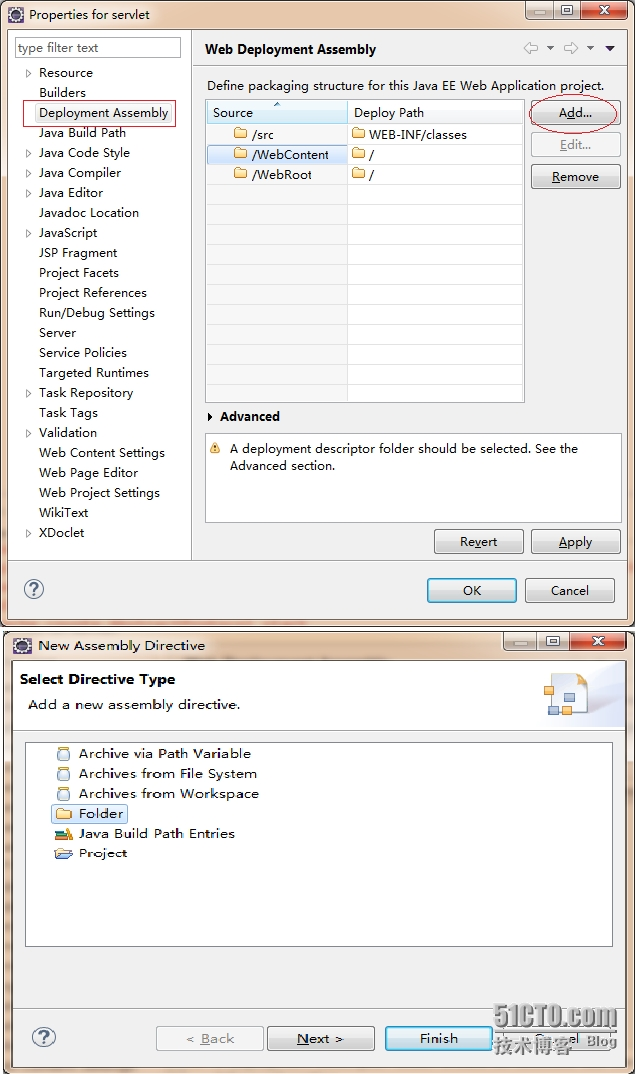 Properties for servlet
type filter text
Resource
Builders
Deployment Assembly
Java Build Path
Java Code Style
Java Compiler
Java Editor
Javadoc Location
JavaScript
JSP Fragment
Project Facets
Project References
Run/Debug Settings
Server
Service Policies
Targeted Runtimes
Task Repository
Task Tags
Validation
Web Content Settings
Web Page Editor
Web Project Settings
WikiText
XDoclet
Web Deployment Assembly
Define packaging structure for this Java EE Web Application project.
Source Deploy Path
/src WEB-INF/classes
/WebContent /
/WebRoot /
Add...
Edit...
Remove
Advanced
A deployment descriptor folder should be selected. See the
Advanced section.
Revert Apply
OK Cancel
New Assembly Directive
Select Directive Type
Add a new assembly directive.
Archive via Path Variable
Archives from File System
Archives from Workspace
Folder
Java Build Path Entries
Project
< Back Next > Finish
51CTO.com
技术博客 Blog